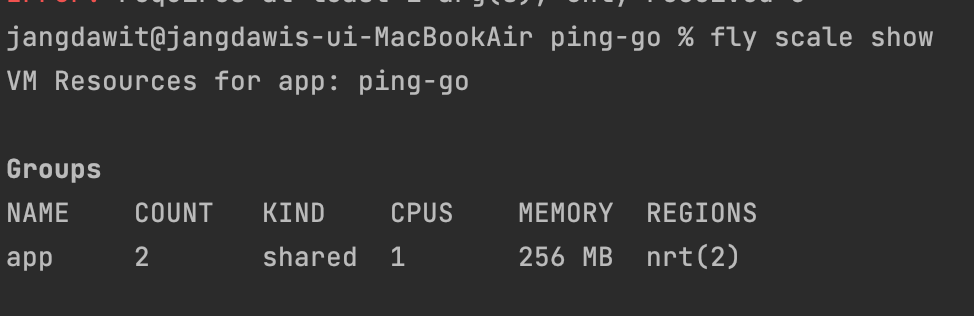 jangdawit@jangdawis-ui-MacBookAir ping-go % fly scale show
VM Resources for app: ping-go
Groups
NAME COUNT KIND CPUS MEMORY REGIONS
app 2 shared 1 256 MB nrt(2)